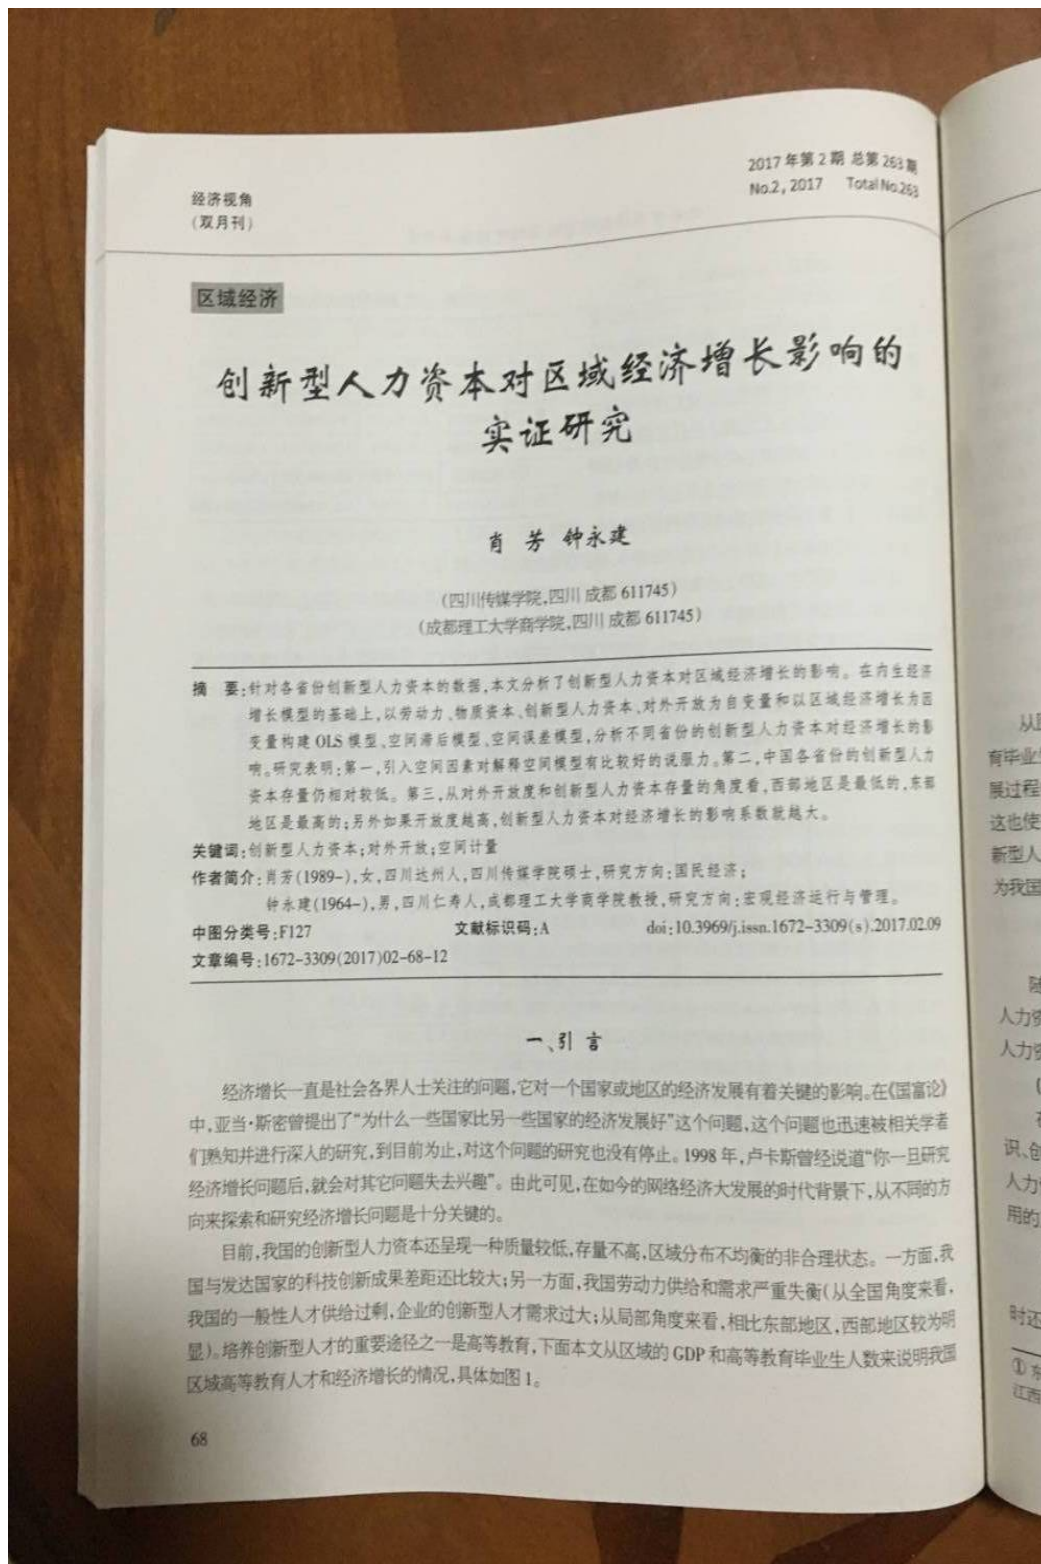 经济视角
(双月刊)
2017年第2期 总第263期
No.2, 2017 Total No.263
区域经济
创新型人力资本对区域经济增长影响的
实证研究
肖 芳 钟永建
(四川传媒学院,四川 成都 611745)
(成都理工大学商学院,四川 成都 611745)
摘 要:针对各省份创新型人力资本的数据,本文分析了创新型人力资本对区域经济增长的影响。在内生经济
增长模型的基础上,以劳动力、物质资本、创新型人力资本、对外开放为自变量和以区域经济增长为因
变量构建 OLS 模型、空间滞后模型、空间误差模型,分析不同省份的创新型人力资本对经济增长的影
响。研究表明:第一,引入空间因素对解释空间模型有比较好的说服力。第二,中国各省份的创新型人力
资本存量仍相对较低。第三,从对外开放度和创新型人力资本存量的角度看,西部地区是最低的,东部
地区是最高的;另外如果开放度越高,创新型人力资本对经济增长的影响系数就越大。
关键词:创新型人力资本;对外开放;空间计量
作者简介:肖芳(1989-),女,四川达州人,四川传媒学院硕士,研究方向:国民经济;
钟永建(1964-),男,四川仁寿人,成都理工大学商学院教授,研究方向:宏观经济运行与管理。
中图分类号:F127 文献标识码:A doi:10.3969/j.issn.1672-3309(s).2017.02.09
文章编号:1672-3309(2017)02-68-12
一、引 言
经济增长一直是社会各界人士关注的问题,它对一个国家或地区的经济发展有着关键的影响。在《国富论》
中,亚当·斯密曾提出了“为什么一些国家比另一些国家的经济发展好”这个问题,这个问题也迅速被相关学者
们熟知并进行深入的研究,到目前为止,对这个问题的研究也没有停止。1998年,卢卡斯曾经说道“你一旦研究
经济增长问题后,就会对其它问题失去兴趣”。由此可见,在如今的网络经济大发展的时代背景下,从不同的方
向来探索和研究经济增长问题是十分关键的。
目前,我国的创新型人力资本还呈现一种质量较低,存量不高,区域分布不均衡的非合理状态。一方面,我
国与发达国家的科技创新成果差距还比较大;另一方面,我国劳动力供给和需求严重失衡(从全国角度来看,
我国的一般性人才供给过剩,企业的创新型人才需求过大;从局部角度来看,相比东部地区,西部地区较为明
显)。培养创新型人才的重要途径之一是高等教育,下面本文从区域的 GDP 和高等教育毕业生人数来说明我国
区域高等教育人才和经济增长的情况,具体如图1。
68
育毕业
展过程
这也使
新型人
为我国
人力
人力
识、创
人力
用的
时还
①
江西